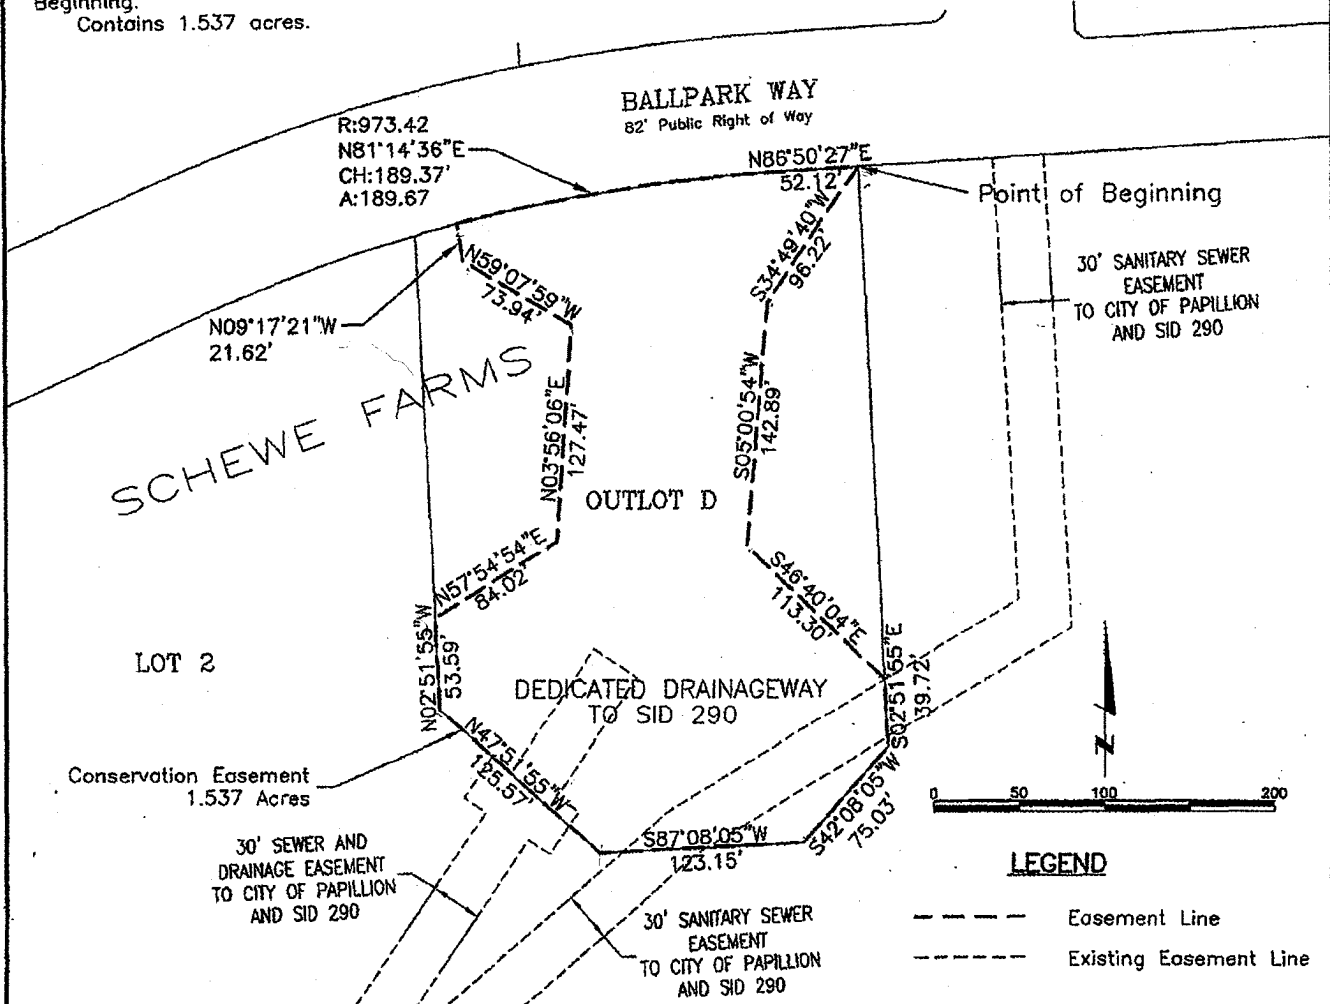 Beginning.
Contains 1.537 acres.
BALLPARK WAY
82' Public Right of Way
R:973.42
N81°14'36"E
CH:189.37'
A:189.67
N86°50'27"E
52.12'
Point of Beginning
S34°49'40"W
96.22'
30' SANITARY SEWER
EASEMENT
TO CITY OF PAPILLION
AND SID 290
N59°07'59"W
73.94'
N09°17'21"W
21.62'
SCHEWE FARMS
N03°56'06"E
127.47'
S05°00'54"W
142.89'
OUTLOT D
N57°54'54"E
84.02'
S46°40'04"E
113.30'
LOT 2
N02°51'55"W
53.59'
S02°51'55"E
39.72'
DEDICATED DRAINAGEWAY
TO SID 290
N
Conservation Easement
1.537 Acres
N47°51'55"W
125.57'
0 50 100 200
S42°08'05"W
75.03'
S87°08'05"W
123.15'
30' SEWER AND
DRAINAGE EASEMENT
TO CITY OF PAPILLION
AND SID 290
LEGEND
30' SANITARY SEWER
EASEMENT
TO CITY OF PAPILLION
AND SID 290
Easement Line
Existing Easement Line